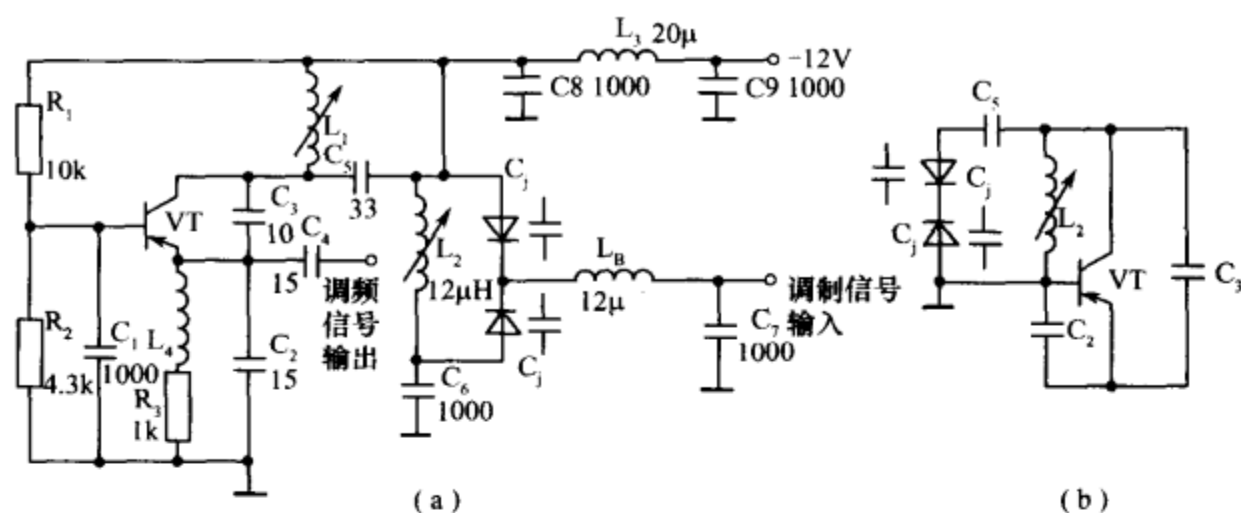 L₃ 20μ
-12V
C8 1000
C9 1000
R₁
10k
L₁
C₅
33
C₃
10
VT
C₄
15
调频
信号
输出
L₂
12μH
Cⱼ
Cⱼ
L_B
12μ
调制信号
输入
C₇
1000
R₂
4.3k
C₁
1000
L₄
R₃
1k
C₂
15
C₆
1000
(a)
C₅
Cⱼ
Cⱼ
L₂
VT
C₂
C₃
(b)